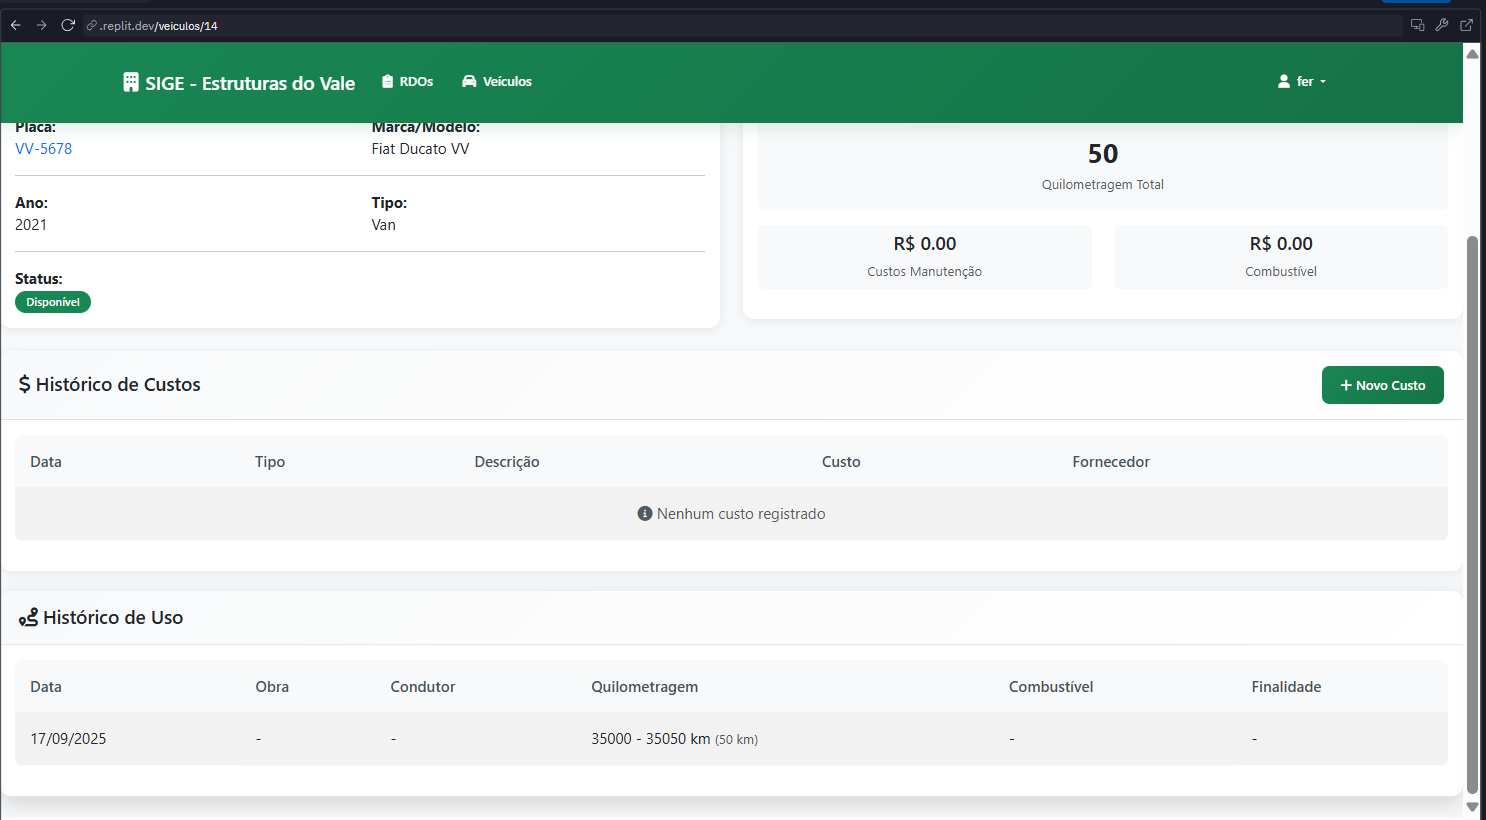 .replit.dev/veiculos/14
SIGE - Estruturas do Vale
RDOs
Veículos
fer
Placa:
Marca/Modelo:
VV-5678
Fiat Ducato VV
Ano:
Tipo:
2021
Van
Status:
Disponível
50
Quilometragem Total
R$ 0.00
Custos Manutenção
R$ 0.00
Combustível
$ Histórico de Custos
+ Novo Custo
Data
Tipo
Descrição
Custo
Fornecedor
Nenhum custo registrado
Histórico de Uso
Data
Obra
Condutor
Quilometragem
Combustível
Finalidade
17/09/2025
-
-
35000 - 35050 km (50 km)
-
-